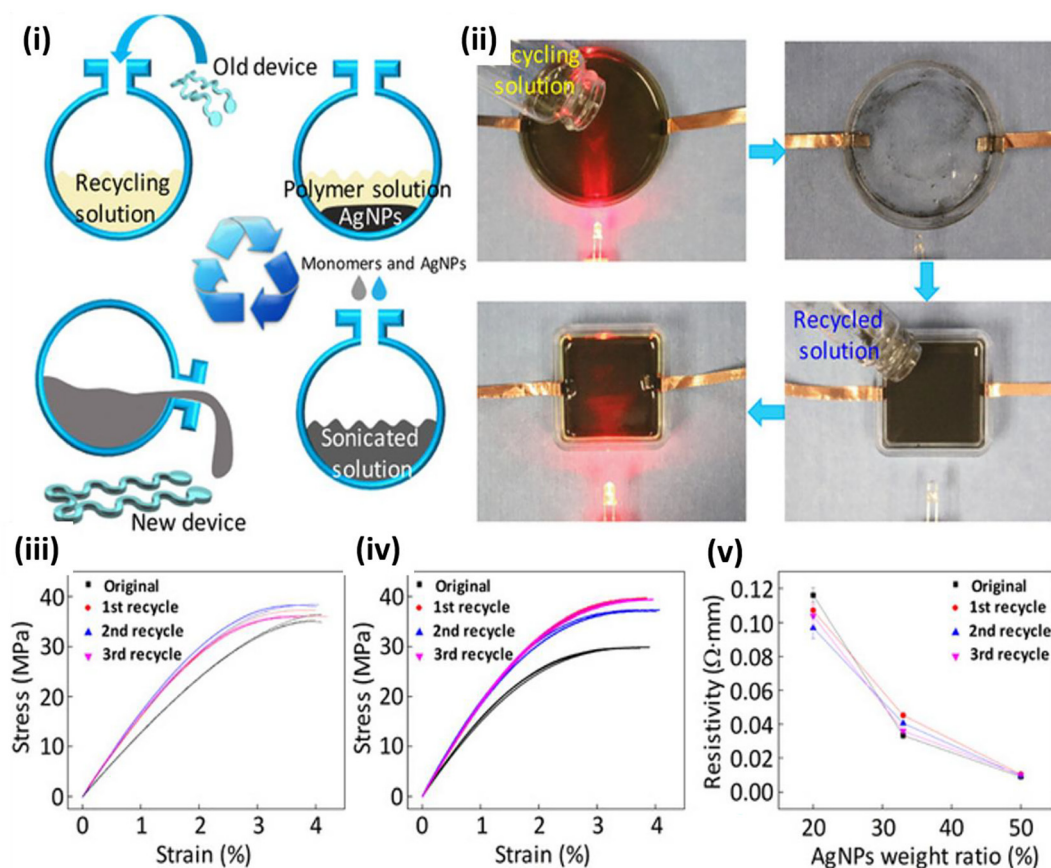 (i)
Old device
Recycling
solution
Polymer solution
AgNPs
Monomers and AgNPs
Sonicated
solution
New device
(ii)
ecycling
solution
Recycled
solution
(iii)
Stress (MPa)
40
30
20
10
0
0 1 2 3 4
Strain (%)
Original
1st recycle
2nd recycle
3rd recycle
(iv)
Stress (MPa)
40
30
20
10
0
0 1 2 3 4
Strain (%)
Original
1st recycle
2nd recycle
3rd recycle
(v)
Resistivity (Ω·mm)
0.12
0.10
0.08
0.06
0.04
0.02
0.00
20 30 40 50
AgNPs weight ratio (%)
Original
1st recycle
2nd recycle
3rd recycle